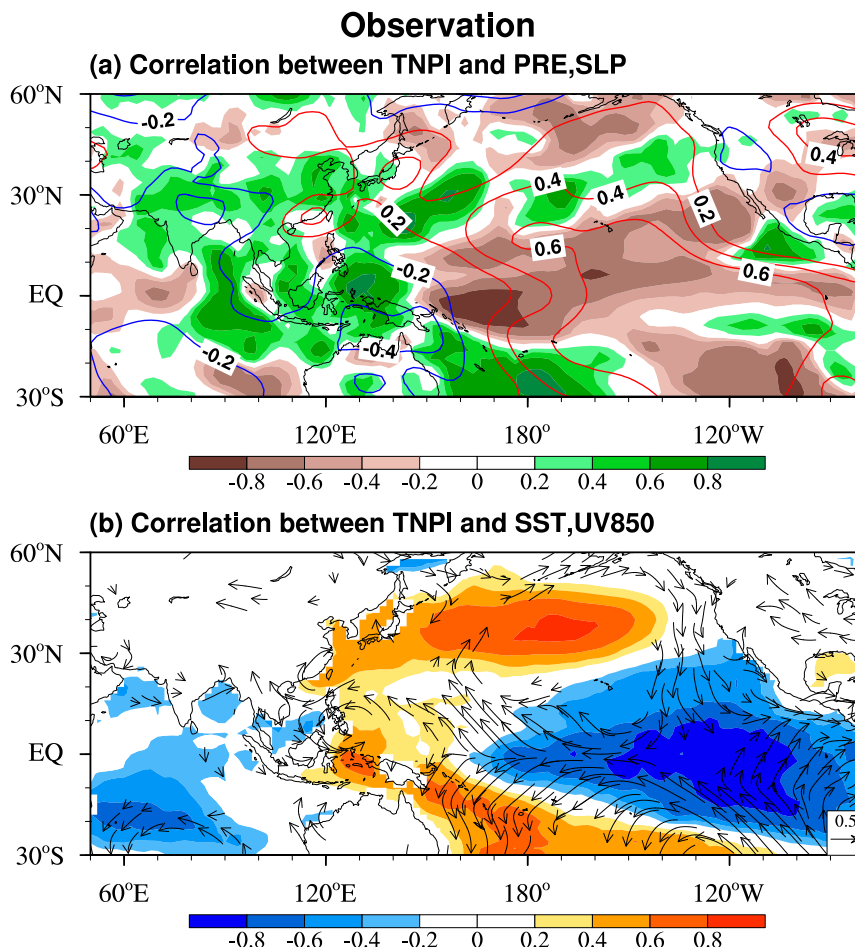 Observation
(a) Correlation between TNPI and PRE,SLP
60°N
30°N
EQ
30°S
-0.2
0.4
0.4
0.4
0.2
0.2
0.6
0.6
-0.2
-0.2
-0.4
60°E 120°E 180° 120°W
-0.8 -0.6 -0.4 -0.2 0 0.2 0.4 0.6 0.8
(b) Correlation between TNPI and SST,UV850
60°N
30°N
EQ
30°S
0.5
60°E 120°E 180° 120°W
-0.8 -0.6 -0.4 -0.2 0 0.2 0.4 0.6 0.8